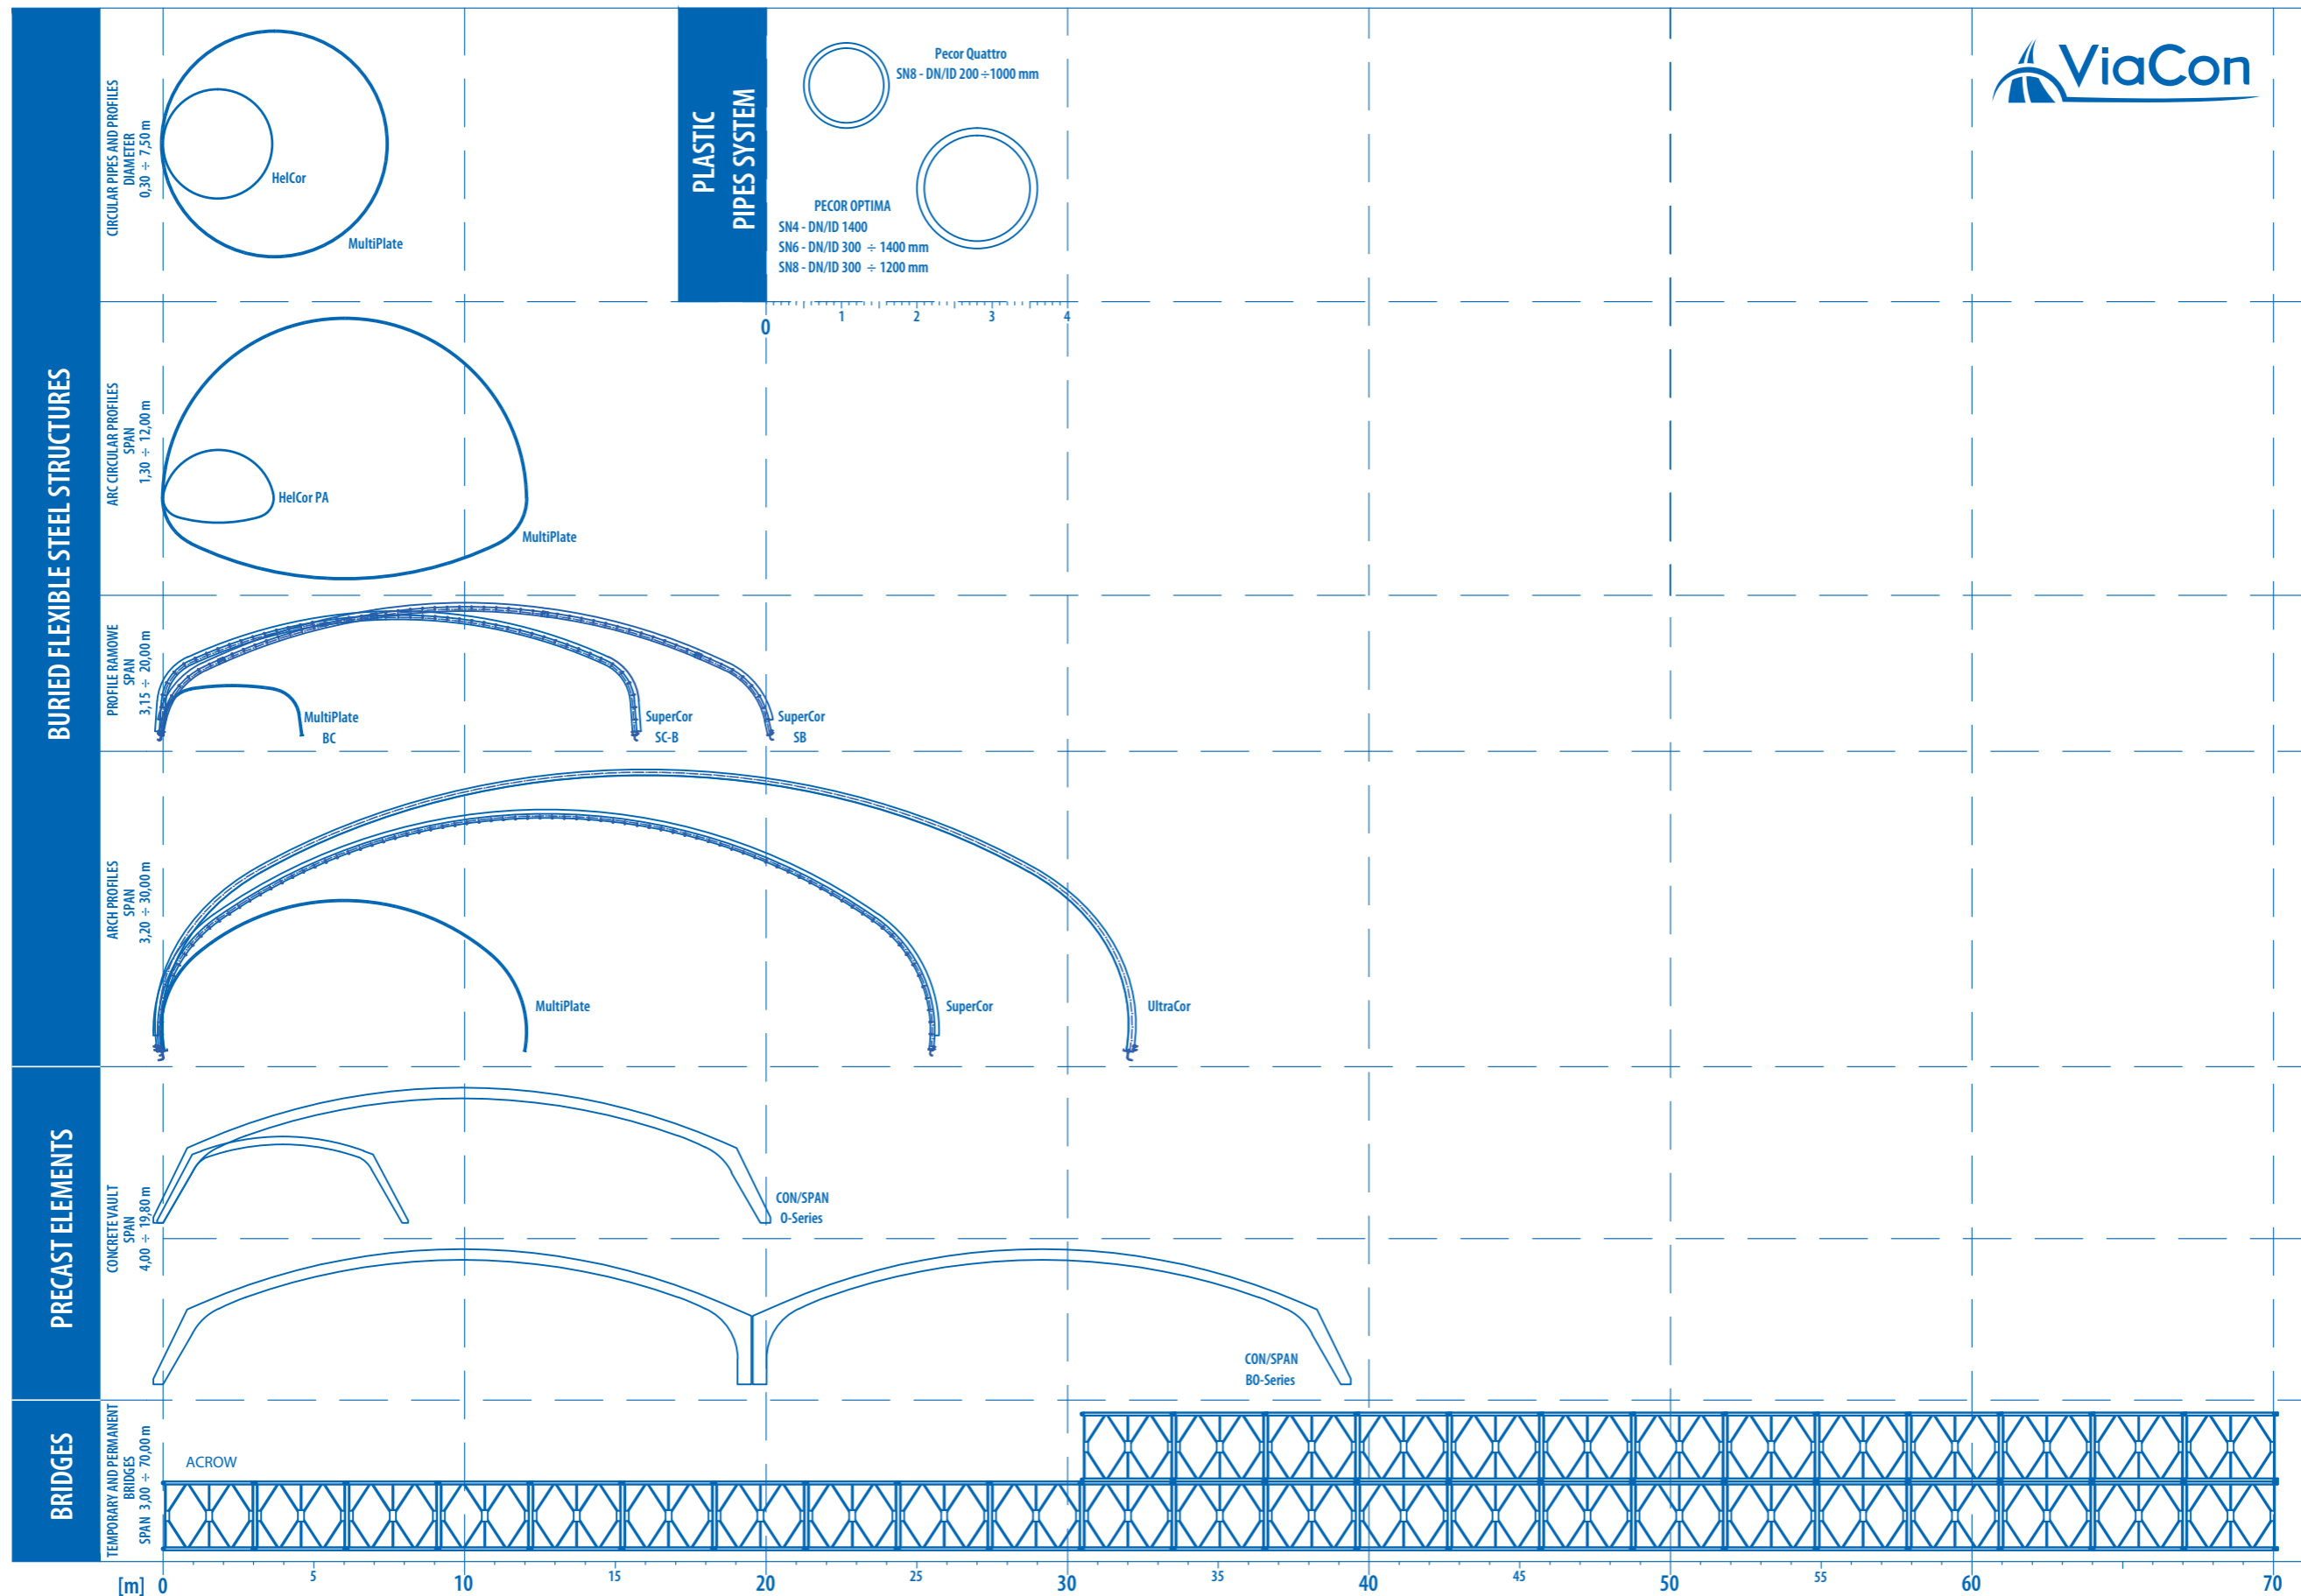 ViaCon
BURIED FLEXIBLE STEEL STRUCTURES
CIRCULAR PIPES AND PROFILES
DIAMETER
0,30 ÷ 7,50 m
HelCor
MultiPlate
PLASTIC
PIPES SYSTEM
Pecor Quattro
SN8 - DN/ID 200 ÷1000 mm
PECOR OPTIMA
SN4 - DN/ID 1400
SN6 - DN/ID 300 ÷ 1400 mm
SN8 - DN/ID 300 ÷ 1200 mm
0 1 2 3 4
ARC CIRCULAR PROFILES
SPAN
1,30 ÷ 12,00 m
HelCor PA
MultiPlate
PROFILE RAMOWE
SPAN
3,15 ÷ 20,00 m
MultiPlate
BC
SuperCor
SC-B
SuperCor
SB
ARCH PROFILES
SPAN
3,20 ÷ 30,00 m
MultiPlate
SuperCor
UltraCor
PRECAST ELEMENTS
CONCRETE VAULT
SPAN
4,00 ÷ 19,80 m
CON/SPAN
O-Series
CON/SPAN
BO-Series
BRIDGES
TEMPORARY AND PERMANENT
BRIDGES
SPAN 3,00 ÷ 70,00 m
ACROW
[m] 0 5 10 15 20 25 30 35 40 45 50 55 60 70